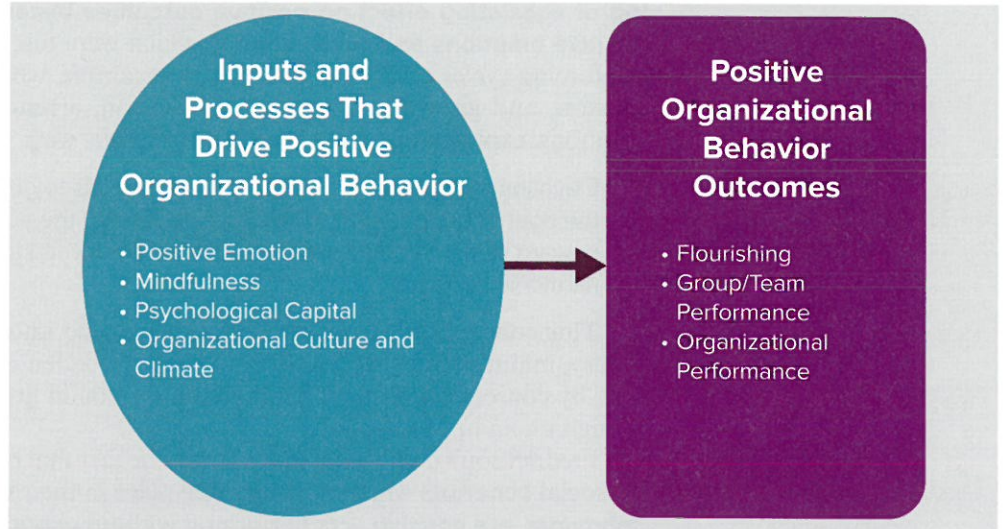 Inputs and
Processes That
Drive Positive
Organizational Behavior
• Positive Emotion
• Mindfulness
• Psychological Capital
• Organizational Culture and
Climate
Positive
Organizational
Behavior
Outcomes
• Flourishing
• Group/Team
Performance
• Organizational
Performance